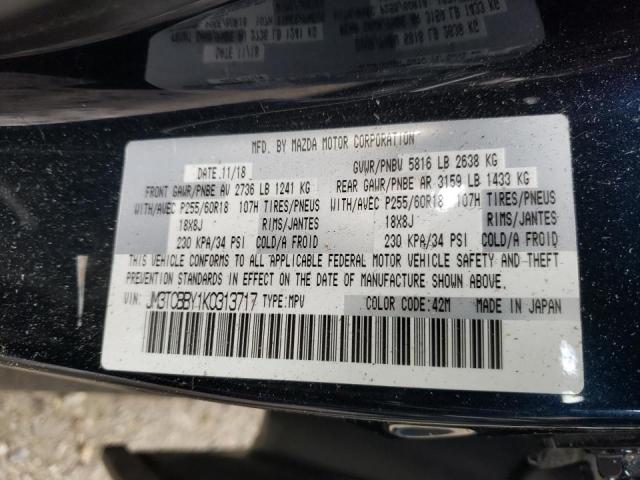 MFD. BY MAZDA MOTOR CORPORATION
DATE.11/18 GVWR/PNBV 5816 LB 2638 KG
FRONT GAWR/PNBE AV 2736 LB 1241 KG REAR GAWR/PNBE AR 3159 LB 1433 KG
WITH/AVEC P255/60R18 107H TIRES/PNEUS WITH/AVEC P255/60R18 107H TIRES/PNEUS
18X8J RIMS/JANTES 18X8J RIMS/JANTES
230 KPA/34 PSI COLD/A FROID 230 KPA/34 PSI COLD/A FROID
THIS VEHICLE CONFORMS TO ALL APPLICABLE FEDERAL MOTOR VEHICLE SAFETY AND THEFT
PREVENTION STANDARDS IN EFFECT ON THE DATE OF MANUFACTURE SHOWN ABOVE.
VIN: JM3TCBBY1K0313717 TYPE:MPV COLOR CODE:42M MADE IN JAPAN